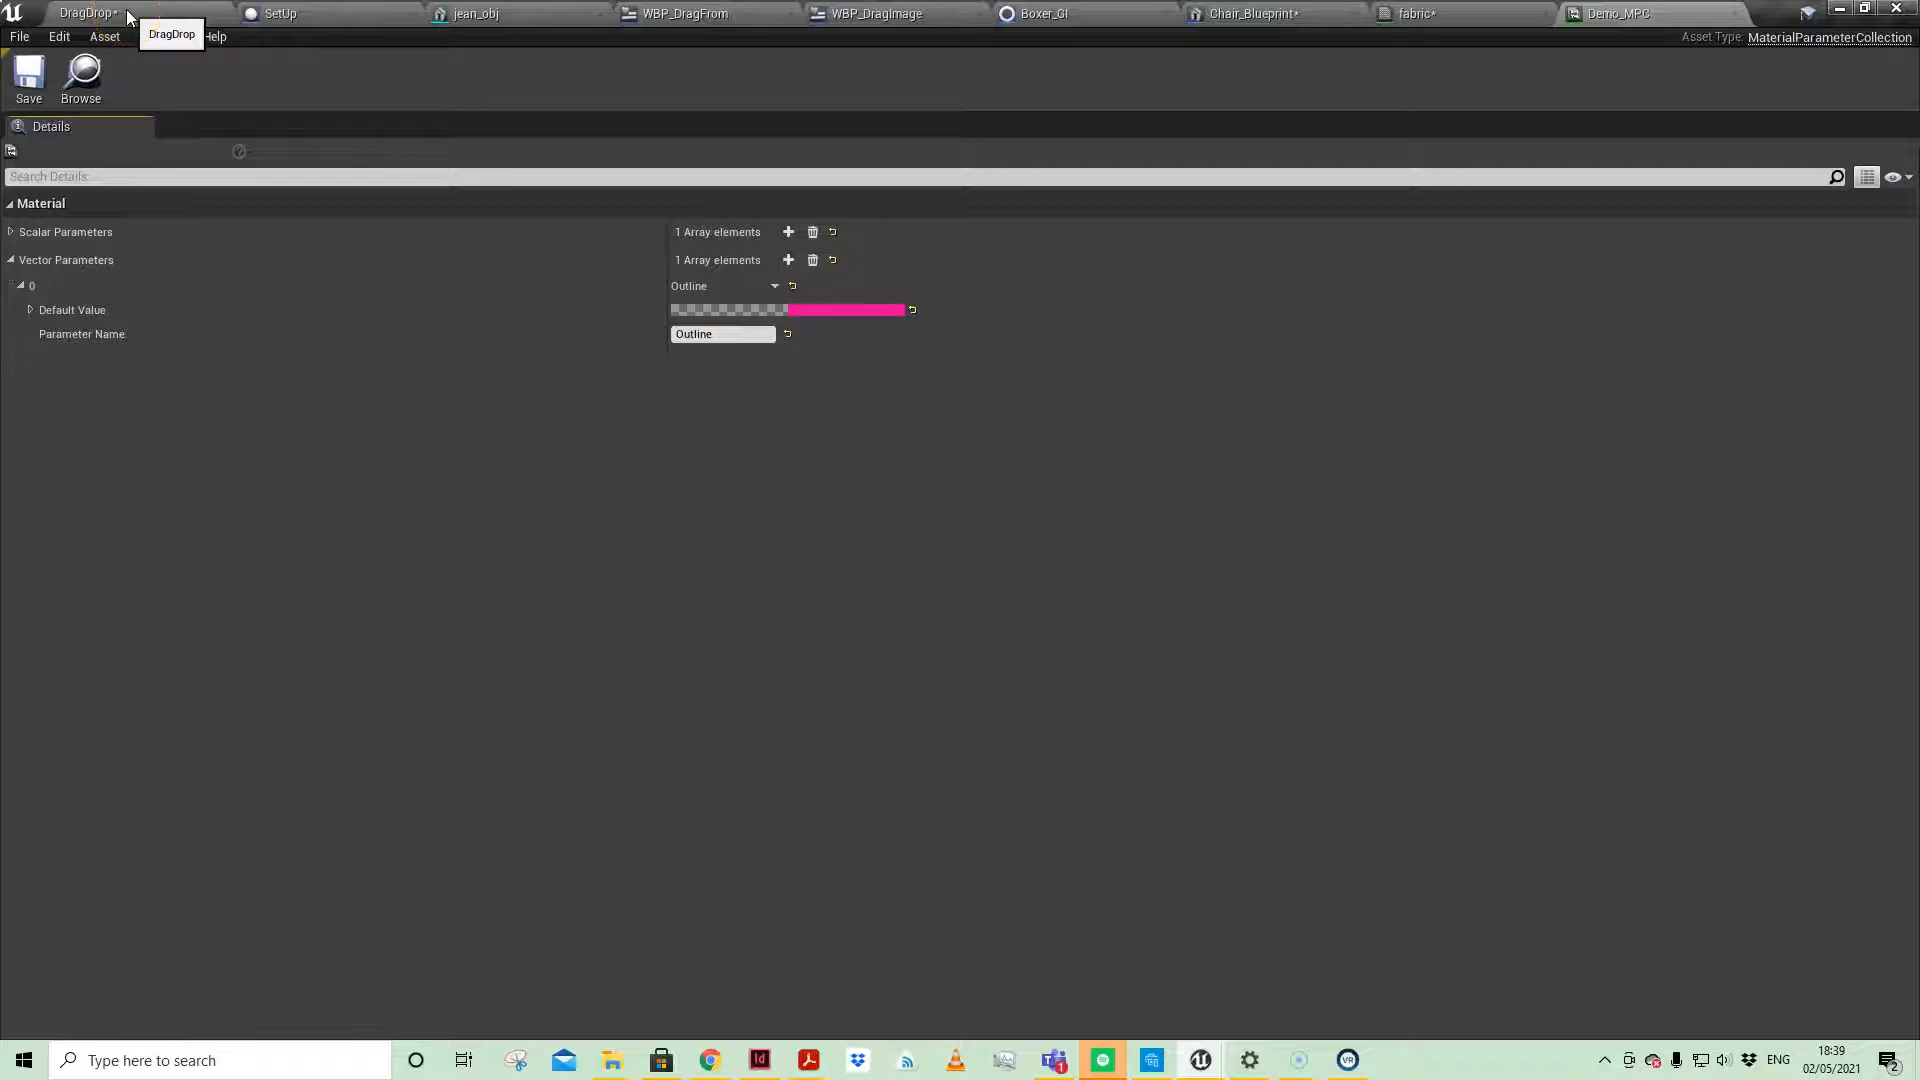 DragDrop*
SetUp
jean_obj
WBP_DragFrom
WBP_DragImage
Boxer_GI
Chair_Blueprint*
fabric*
Demo_MPC
File
Edit
Asset
DragDrop
Help
Asset Type: MaterialParameterCollection
Save
Browse
Details
Search Details
Material
Scalar Parameters
1 Array elements
Vector Parameters
1 Array elements
0
Outline
Default Value
Parameter Name
Outline
Type here to search
ENG
18:39
02/05/2021